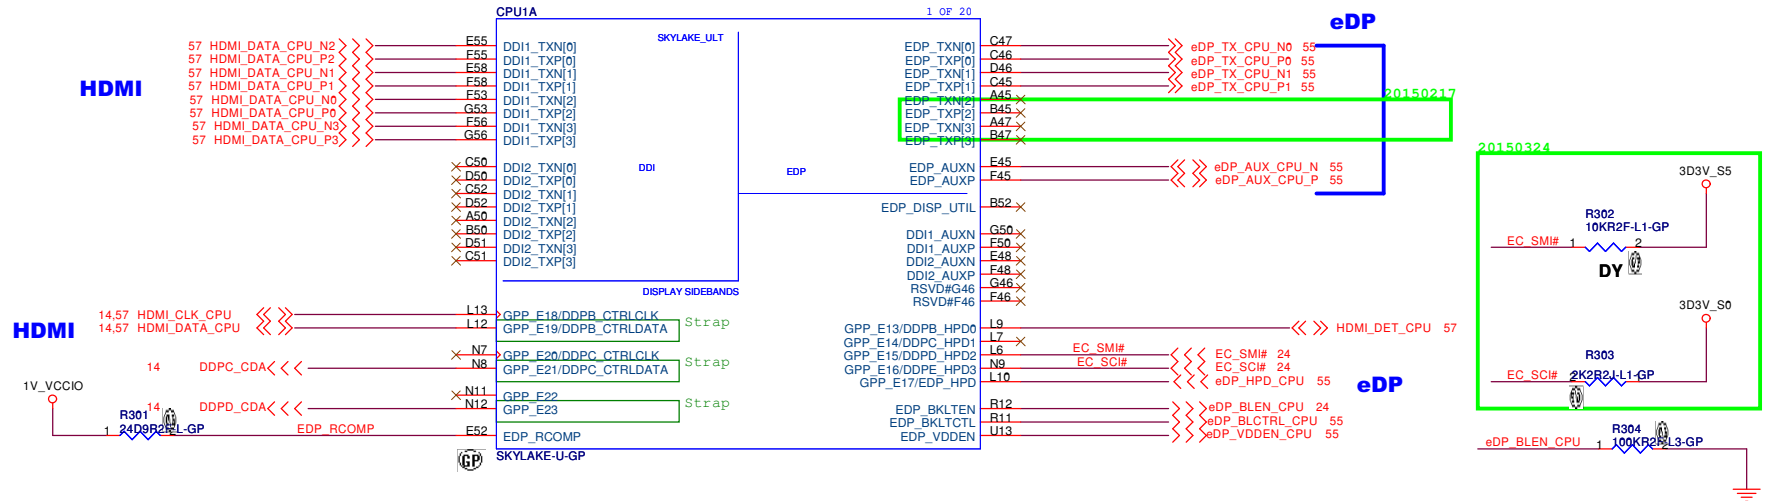 CPU1A
1 OF 20
eDP
SKYLAKE_ULT
HDMI
57 HDMI_DATA_CPU_N2 E55 DDI1_TXN[0]
57 HDMI_DATA_CPU_P2 F55 DDI1_TXP[0]
57 HDMI_DATA_CPU_N1 E58 DDI1_TXN[1]
57 HDMI_DATA_CPU_P1 F58 DDI1_TXP[1]
57 HDMI_DATA_CPU_N0 F53 DDI1_TXN[2]
57 HDMI_DATA_CPU_P0 G53 DDI1_TXP[2]
57 HDMI_DATA_CPU_N3 F56 DDI1_TXN[3]
57 HDMI_DATA_CPU_P3 G56 DDI1_TXP[3]
C50 DDI2_TXN[0]
D50 DDI2_TXP[0]
C52 DDI2_TXN[1]
D52 DDI2_TXP[1]
A50 DDI2_TXN[2]
B50 DDI2_TXP[2]
D51 DDI2_TXN[3]
C51 DDI2_TXP[3]
DDI
EDP
DISPLAY SIDEBANDS
EDP_TXN[0] C47 eDP_TX_CPU_N0 55
EDP_TXP[0] C46 eDP_TX_CPU_P0 55
EDP_TXN[1] D46 eDP_TX_CPU_N1 55
EDP_TXP[1] C45 eDP_TX_CPU_P1 55
EDP_TXN[2] A45
20150217
EDP_TXP[2] B45
EDP_TXN[3] A47
EDP_TXP[3] B47
EDP_AUXN E45 eDP_AUX_CPU_N 55
EDP_AUXP F45 eDP_AUX_CPU_P 55
EDP_DISP_UTIL B52
DDI1_AUXN G50
DDI1_AUXP F50
DDI2_AUXN E48
DDI2_AUXP F48
RSVD#G46 G46
RSVD#F46 F46
HDMI
14,57 HDMI_CLK_CPU L13 GPP_E18/DDPB_CTRLCLK
14,57 HDMI_DATA_CPU L12 GPP_E19/DDPB_CTRLDATA Strap
N7 GPP_E20/DDPC_CTRLCLK
14 DDPC_CDA N8 GPP_E21/DDPC_CTRLDATA Strap
N11 GPP_E22
14 DDPD_CDA N12 GPP_E23 Strap
1V_VCCIO
R301
1 2 EDP_RCOMP E52 EDP_RCOMP
SKYLAKE-U-GP
GP
GPP_E13/DDPB_HPD0 L9 HDMI_DET_CPU 57
GPP_E14/DDPC_HPD1 L7
GPP_E15/DDPD_HPD2 L6 EC_SMI# EC_SMI# 24
GPP_E16/DDPE_HPD3 N9 EC_SCI# EC_SCI# 24
GPP_E17/EDP_HPD L10 eDP_HPD_CPU 55
eDP
EDP_BKLTEN R12 eDP_BLEN_CPU 24
EDP_BKLTCTL R11 eDP_BLCTRL_CPU 55
EDP_VDDEN U13 eDP_VDDEN_CPU 55
20150324
3D3V_S5
R302
10KR2F-L1-GP
EC_SMI# 1 2
DY
3D3V_S0
R303
EC_SCI# 2K2R2J-L1-GP
R304
eDP_BLEN_CPU 1